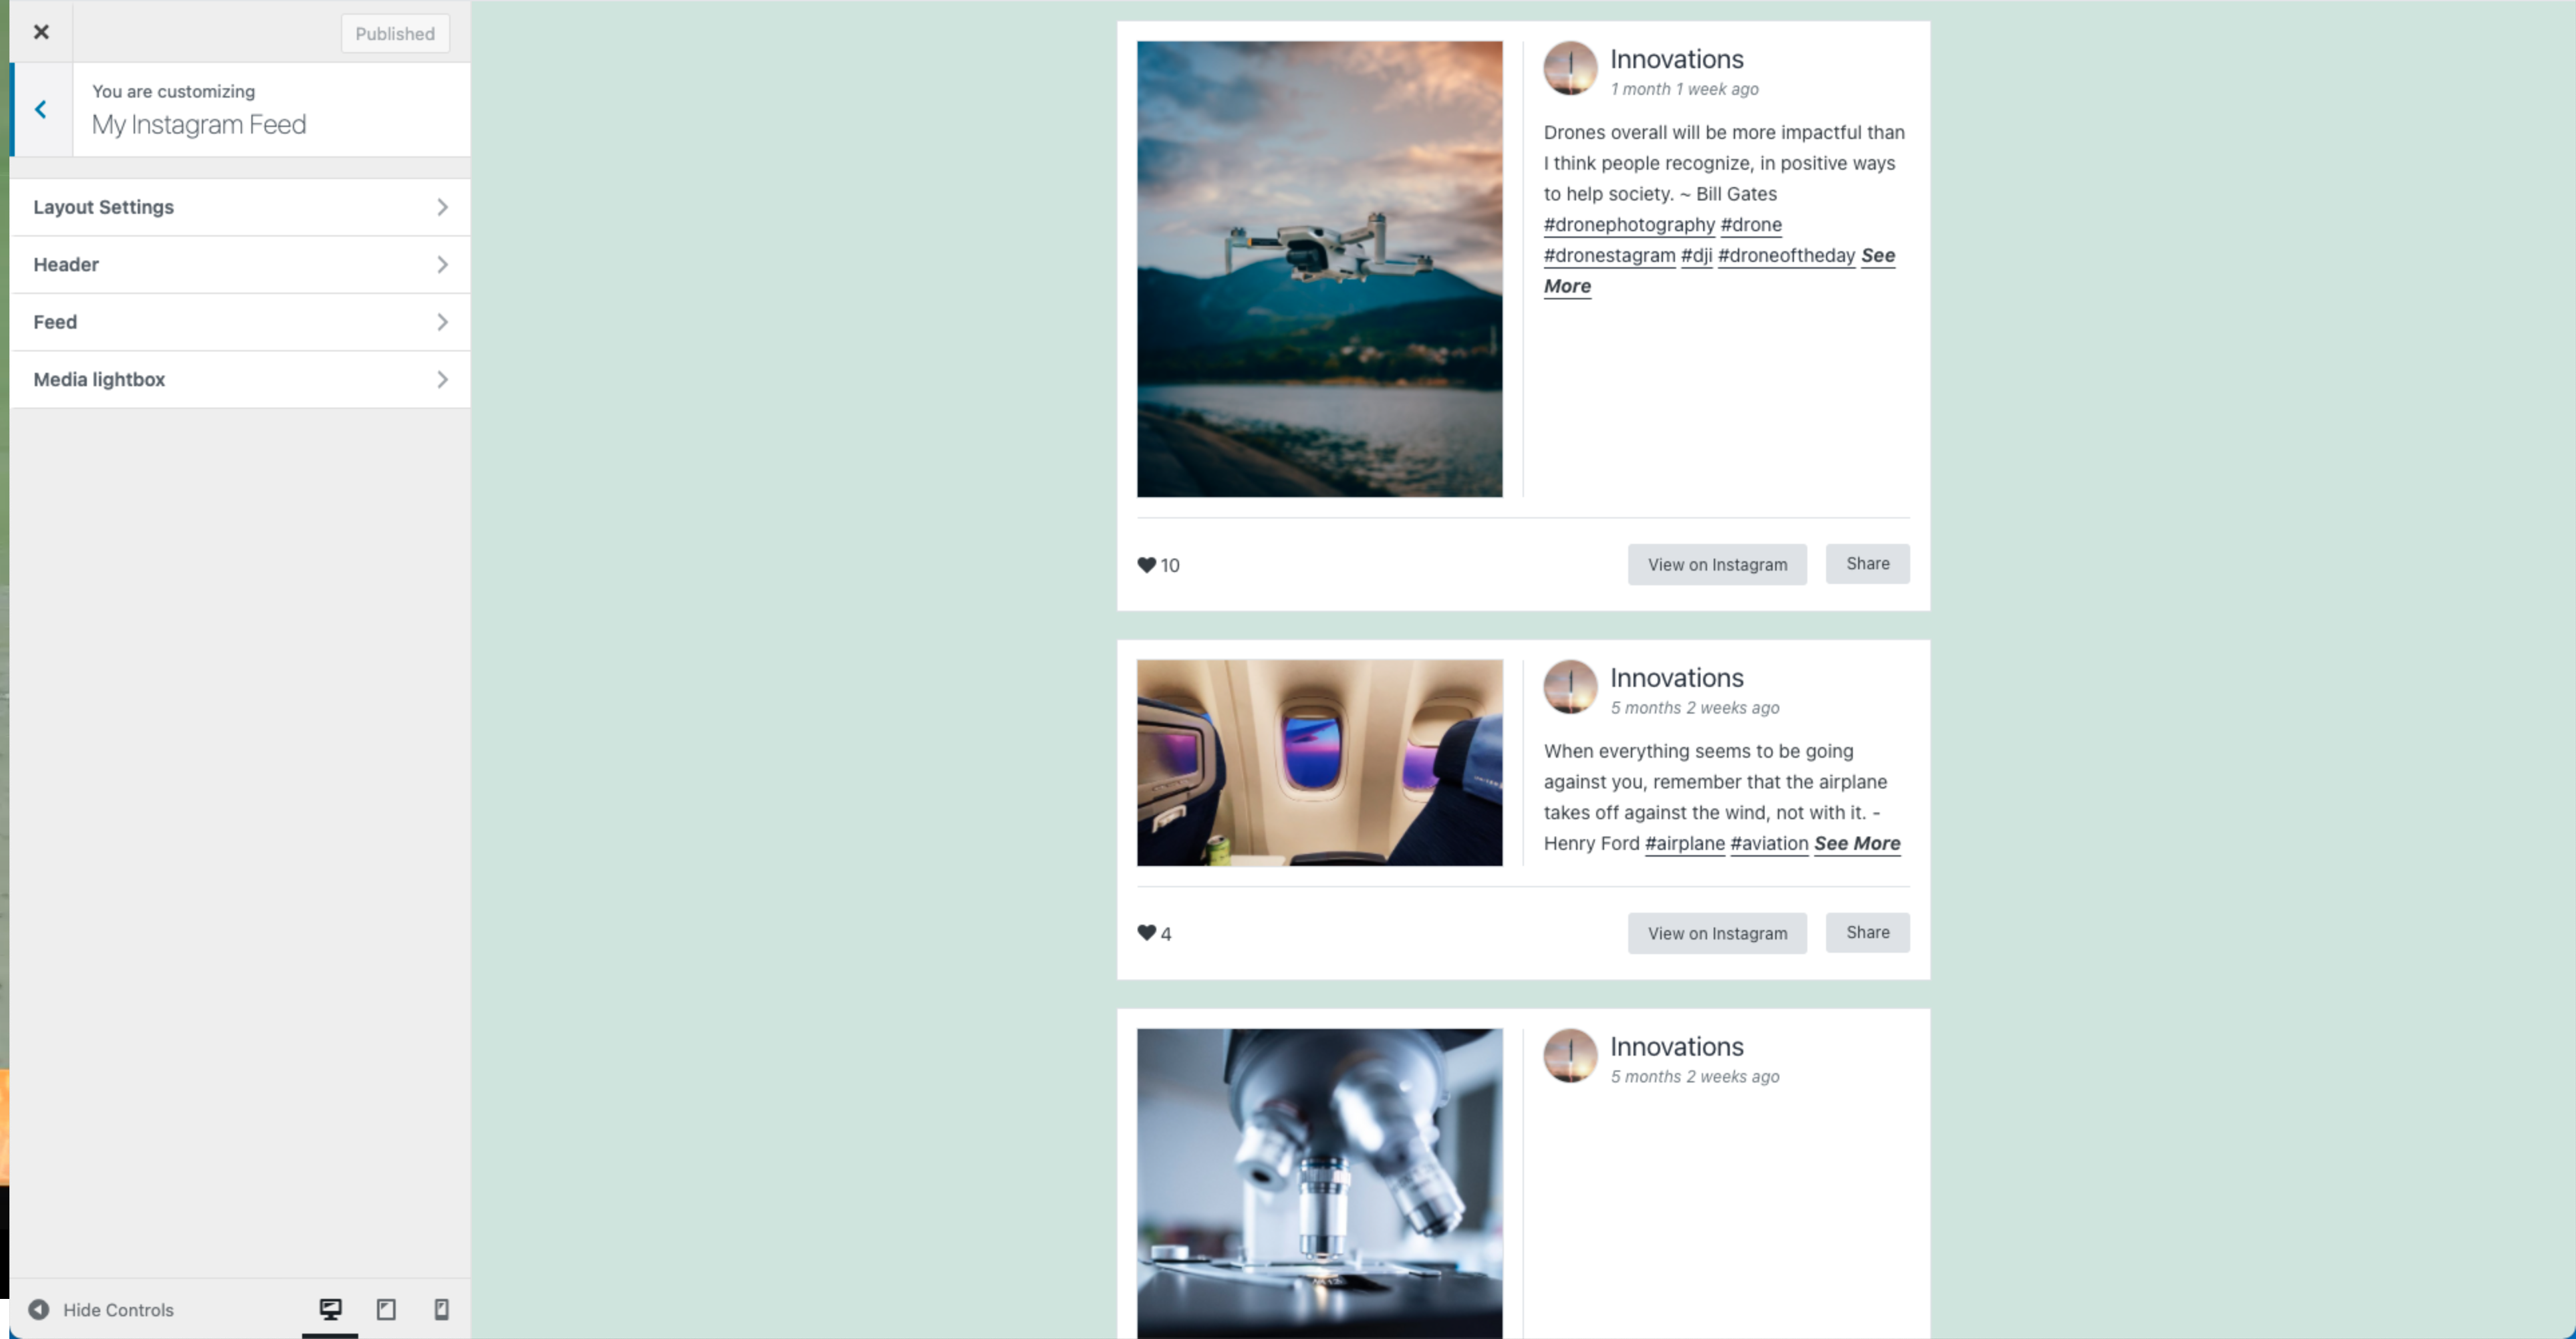 Published
You are customizing
My Instagram Feed
Layout Settings
Header
Feed
Media lightbox
Hide Controls
Innovations
1 month 1 week ago
Drones overall will be more impactful than
I think people recognize, in positive ways
to help society. ~ Bill Gates
#dronephotography #drone
#dronestagram #dji #droneoftheday See
More
10
View on Instagram
Share
Innovations
5 months 2 weeks ago
When everything seems to be going
against you, remember that the airplane
takes off against the wind, not with it. -
Henry Ford #airplane #aviation See More
4
View on Instagram
Share
Innovations
5 months 2 weeks ago